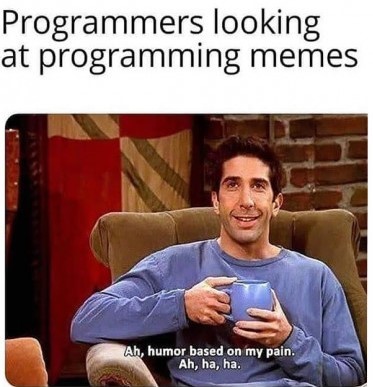 Programmers looking
at programming memes
Ah, humor based on my pain.
Ah, ha, ha.